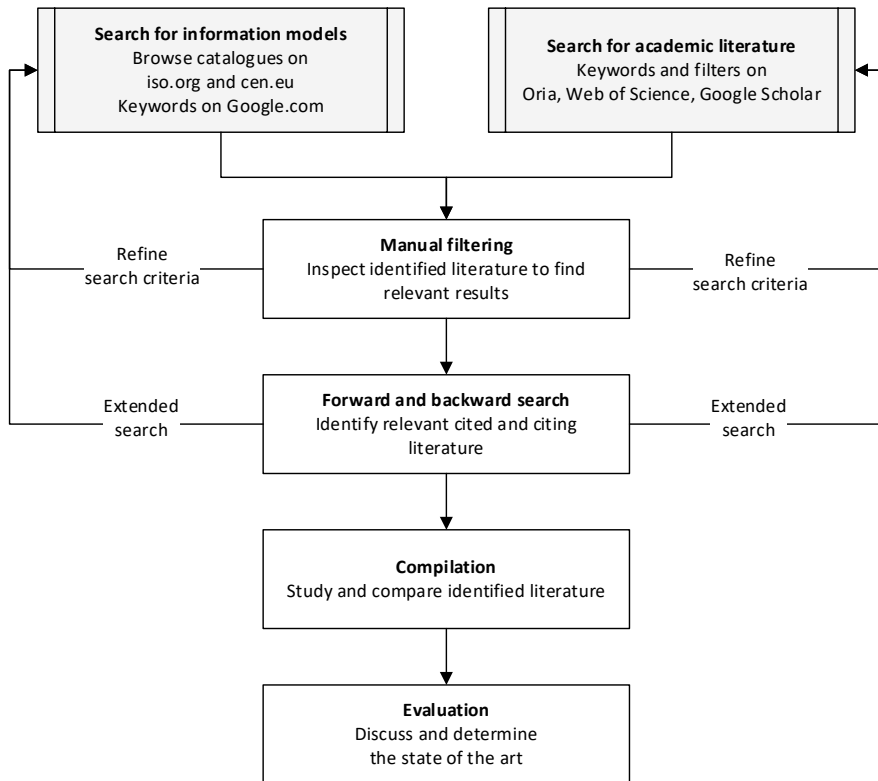 Search for information models
Browse catalogues on
iso.org and cen.eu
Keywords on Google.com
Search for academic literature
Keywords and filters on
Oria, Web of Science, Google Scholar
Manual filtering
Inspect identified literature to find
relevant results
Refine
search criteria
Refine
search criteria
Forward and backward search
Identify relevant cited and citing
literature
Extended
search
Extended
search
Compilation
Study and compare identified literature
Evaluation
Discuss and determine
the state of the art